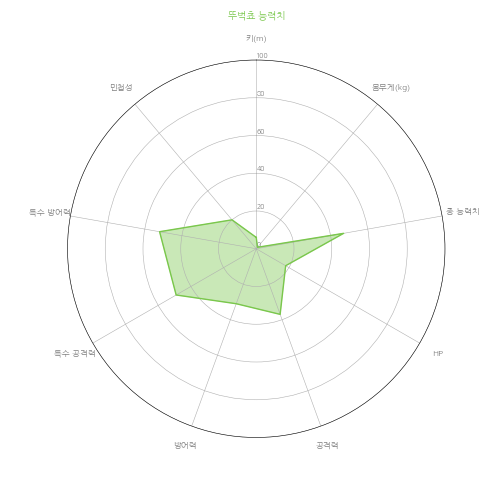 뚜벅쵸 능력치
키(m)
100
민첩성
몸무게(kg)
80
60
40
특수 방어력
총 능력치
20
0
특수 공격력
HP
방어력
공격력